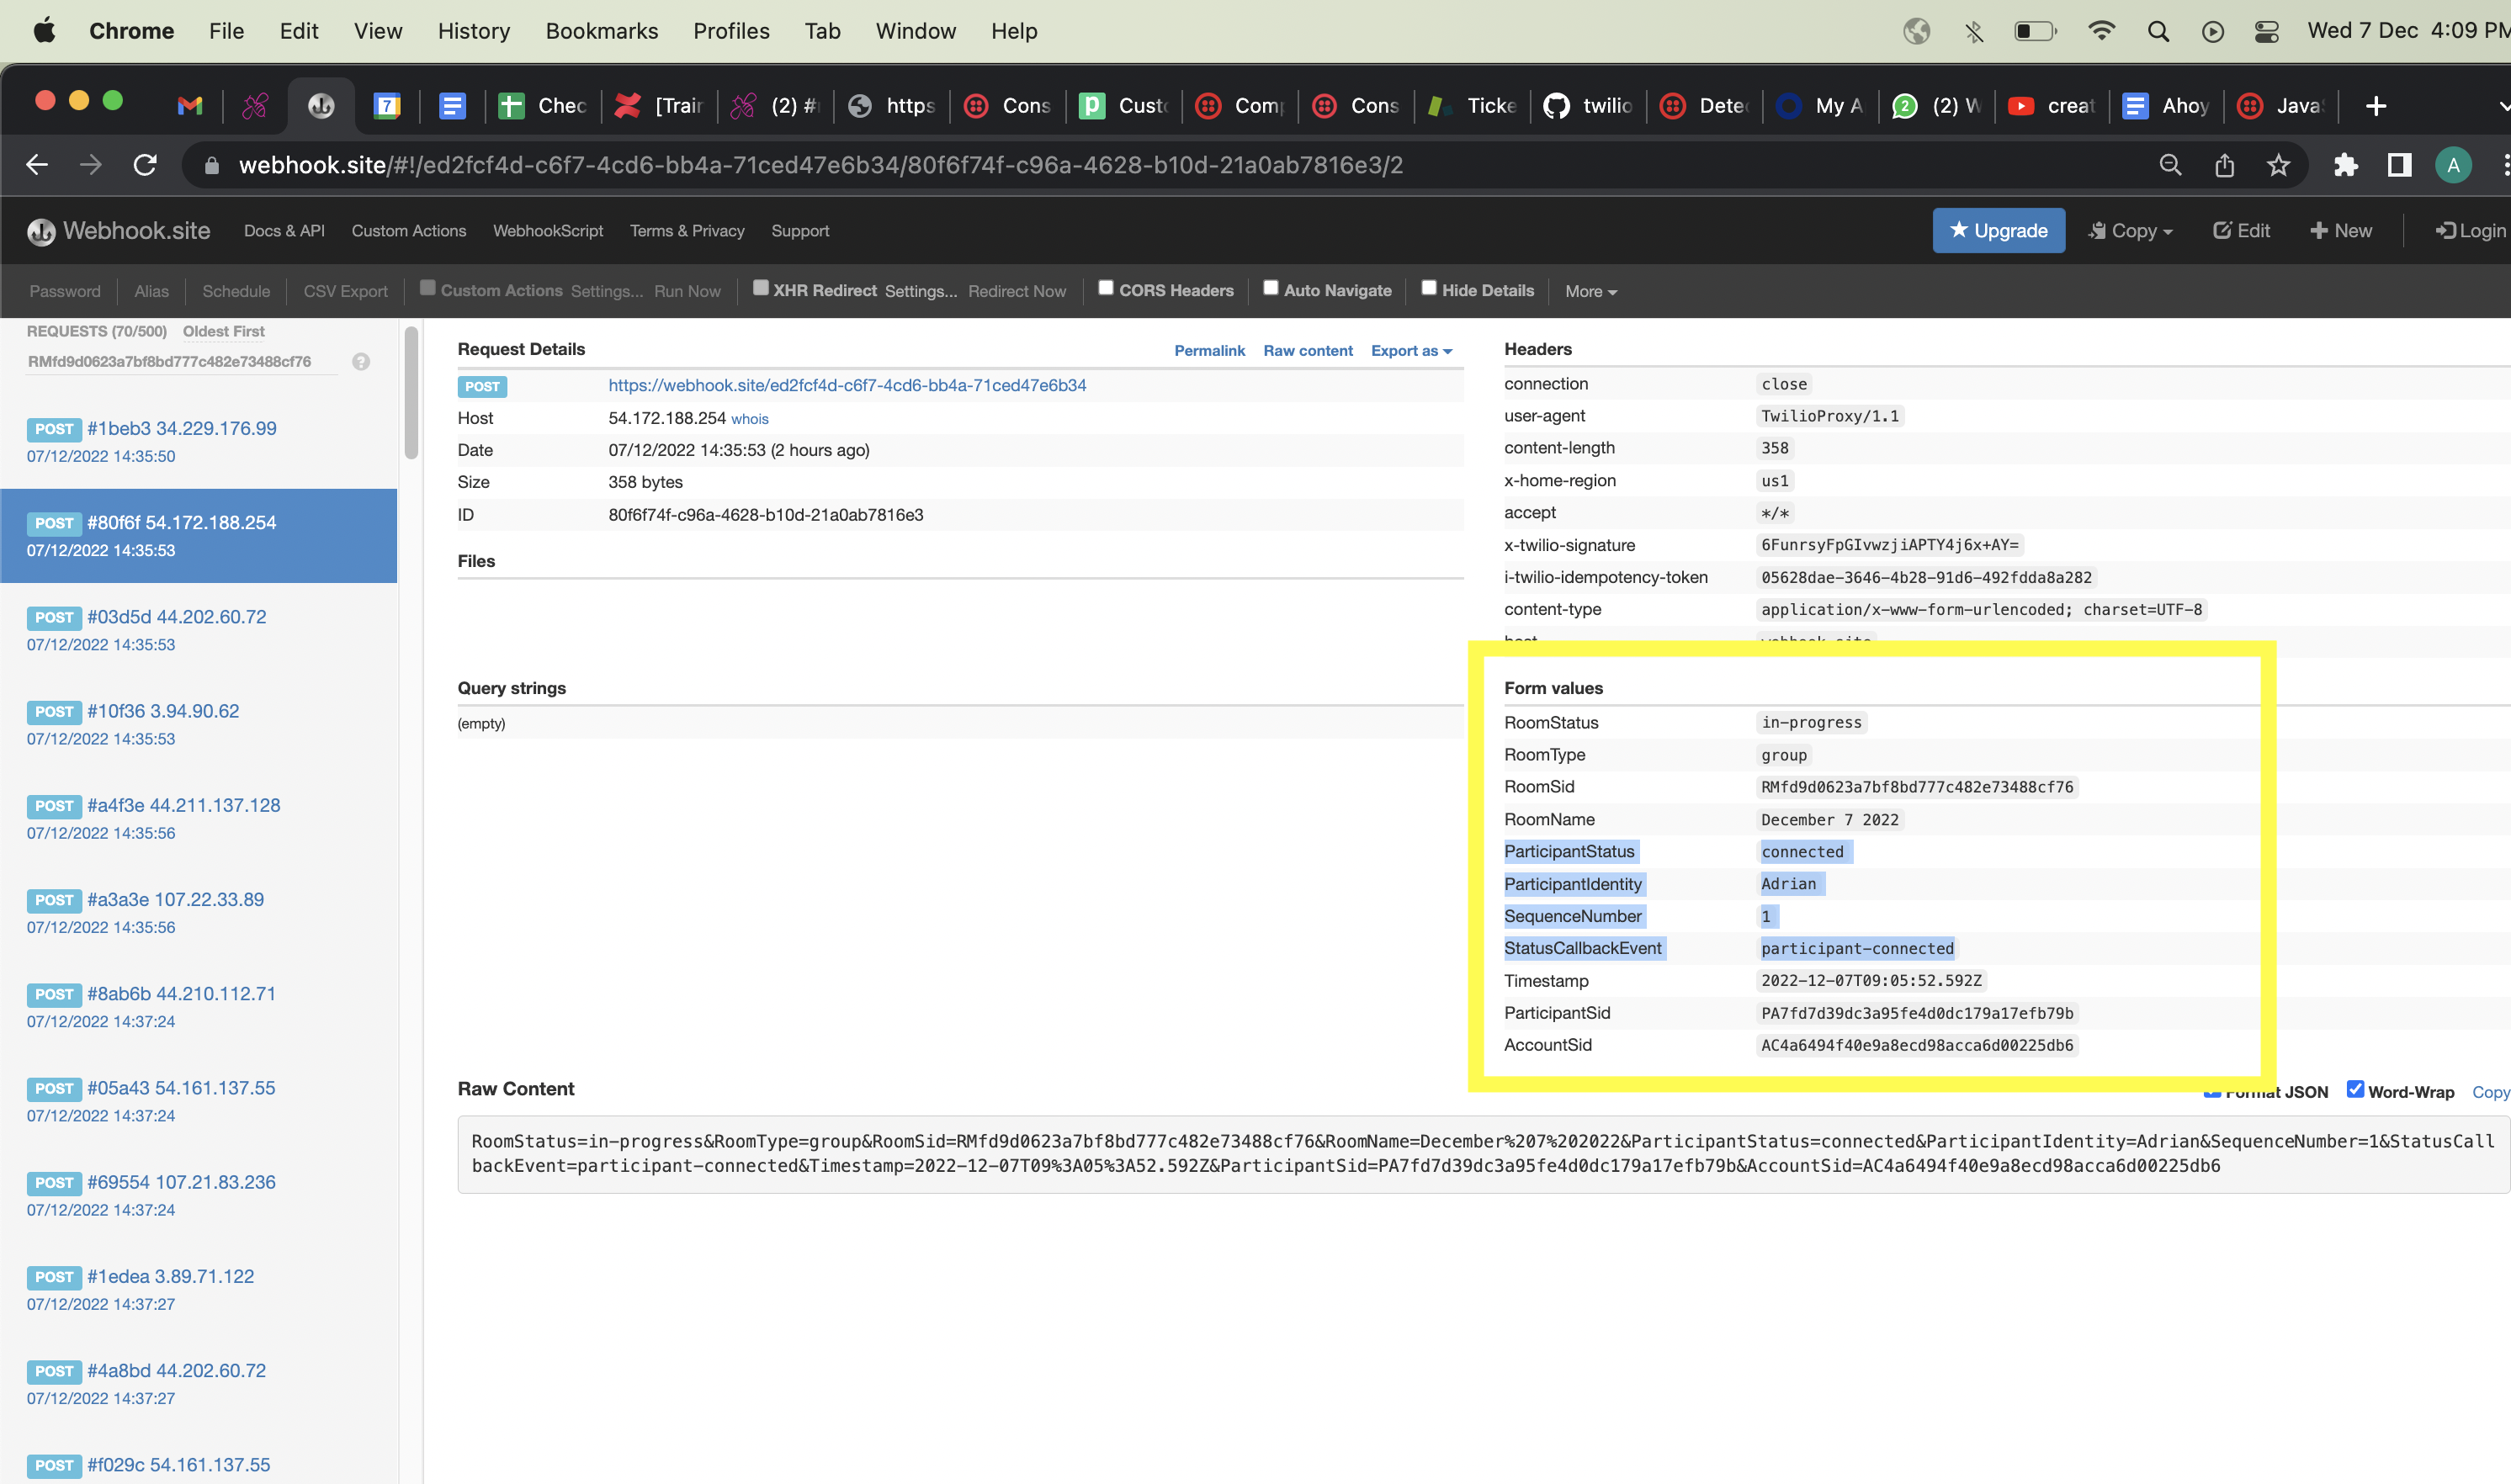 Chrome File Edit View History Bookmarks Profiles Tab Window Help Wed 7 Dec 4:09 PM
7 Chec [Train (2) # https Cons Custo Comp Cons Ticke twilio Detec My A 2 (2) W creat Ahoy JavaS
webhook.site/#!/ed2fcf4d-c6f7-4cd6-bb4a-71ced47e6b34/80f6f74f-c96a-4628-b10d-21a0ab7816e3/2 A
Webhook.site Docs & API Custom Actions WebhookScript Terms & Privacy Support Upgrade Copy Edit New Login
Password Alias Schedule CSV Export Custom Actions Settings... Run Now XHR Redirect Settings... Redirect Now CORS Headers Auto Navigate Hide Details More
REQUESTS (70/500) Oldest First
RMfd9d0623a7bf8bd777c482e73488cf76 ?
POST #1beb3 34.229.176.99
07/12/2022 14:35:50
POST #80f6f 54.172.188.254
07/12/2022 14:35:53
POST #03d5d 44.202.60.72
07/12/2022 14:35:53
POST #10f36 3.94.90.62
07/12/2022 14:35:53
POST #a4f3e 44.211.137.128
07/12/2022 14:35:56
POST #a3a3e 107.22.33.89
07/12/2022 14:35:56
POST #8ab6b 44.210.112.71
07/12/2022 14:37:24
POST #05a43 54.161.137.55
07/12/2022 14:37:24
POST #69554 107.21.83.236
07/12/2022 14:37:24
POST #1edea 3.89.71.122
07/12/2022 14:37:27
POST #4a8bd 44.202.60.72
07/12/2022 14:37:27
POST #f029c 54.161.137.55
Request Details Permalink Raw content Export as
POST https://webhook.site/ed2fcf4d-c6f7-4cd6-bb4a-71ced47e6b34
Host 54.172.188.254 whois
Date 07/12/2022 14:35:53 (2 hours ago)
Size 358 bytes
ID 80f6f74f-c96a-4628-b10d-21a0ab7816e3
Files
Headers
connection close
user-agent TwilioProxy/1.1
content-length 358
x-home-region us1
accept */*
x-twilio-signature 6FunrsyFpGIvwzjiAPTY4j6x+AY=
i-twilio-idempotency-token 05628dae-3646-4b28-91d6-492fdda8a282
content-type application/x-www-form-urlencoded; charset=UTF-8
host webhook.site
Query strings
(empty)
Form values
RoomStatus in-progress
RoomType group
RoomSid RMfd9d0623a7bf8bd777c482e73488cf76
RoomName December 7 2022
ParticipantStatus connected
ParticipantIdentity Adrian
SequenceNumber 1
StatusCallbackEvent participant-connected
Timestamp 2022-12-07T09:05:52.592Z
ParticipantSid PA7fd7d39dc3a95fe4d0dc179a17efb79b
AccountSid AC4a6494f40e9a8ecd98acca6d00225db6
Raw Content Format JSON Word-Wrap Copy
RoomStatus=in-progress&RoomType=group&RoomSid=RMfd9d0623a7bf8bd777c482e73488cf76&RoomName=December%207%202022&ParticipantStatus=connected&ParticipantIdentity=Adrian&SequenceNumber=1&StatusCall
backEvent=participant-connected&Timestamp=2022-12-07T09%3A05%3A52.592Z&ParticipantSid=PA7fd7d39dc3a95fe4d0dc179a17efb79b&AccountSid=AC4a6494f40e9a8ecd98acca6d00225db6